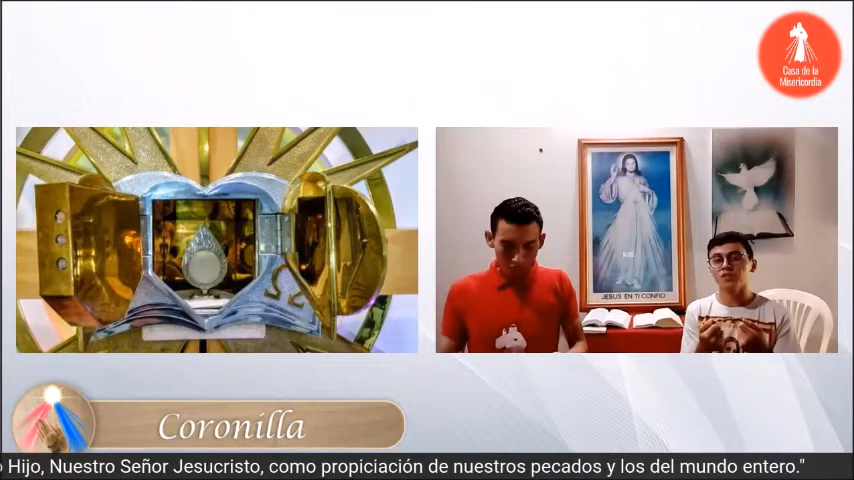 Casa de la
Misericordia
JESUS EN TI CONFIO
Coronilla
Hijo, Nuestro Señor Jesucristo, como propiciación de nuestros pecados y los del mundo entero."